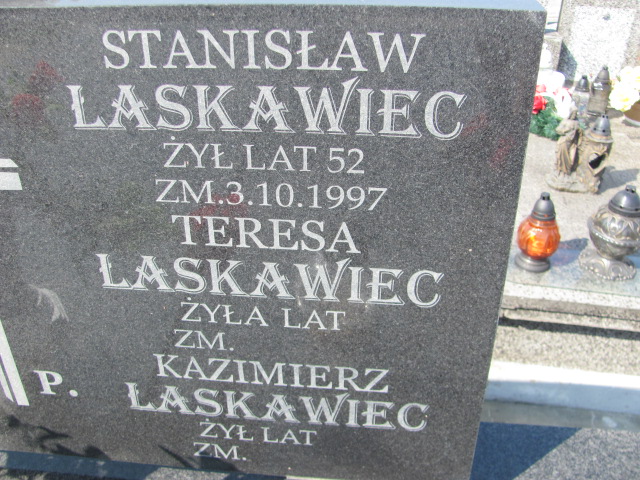 STANISŁAW
ŁASKAWIEC
ŻYŁ LAT 52
ZM.3.10.1997
TERESA
ŁASKAWIEC
ŻYŁA LAT
ZM.
KAZIMIERZ
P. ŁASKAWIEC
ŻYŁ LAT
ZM.